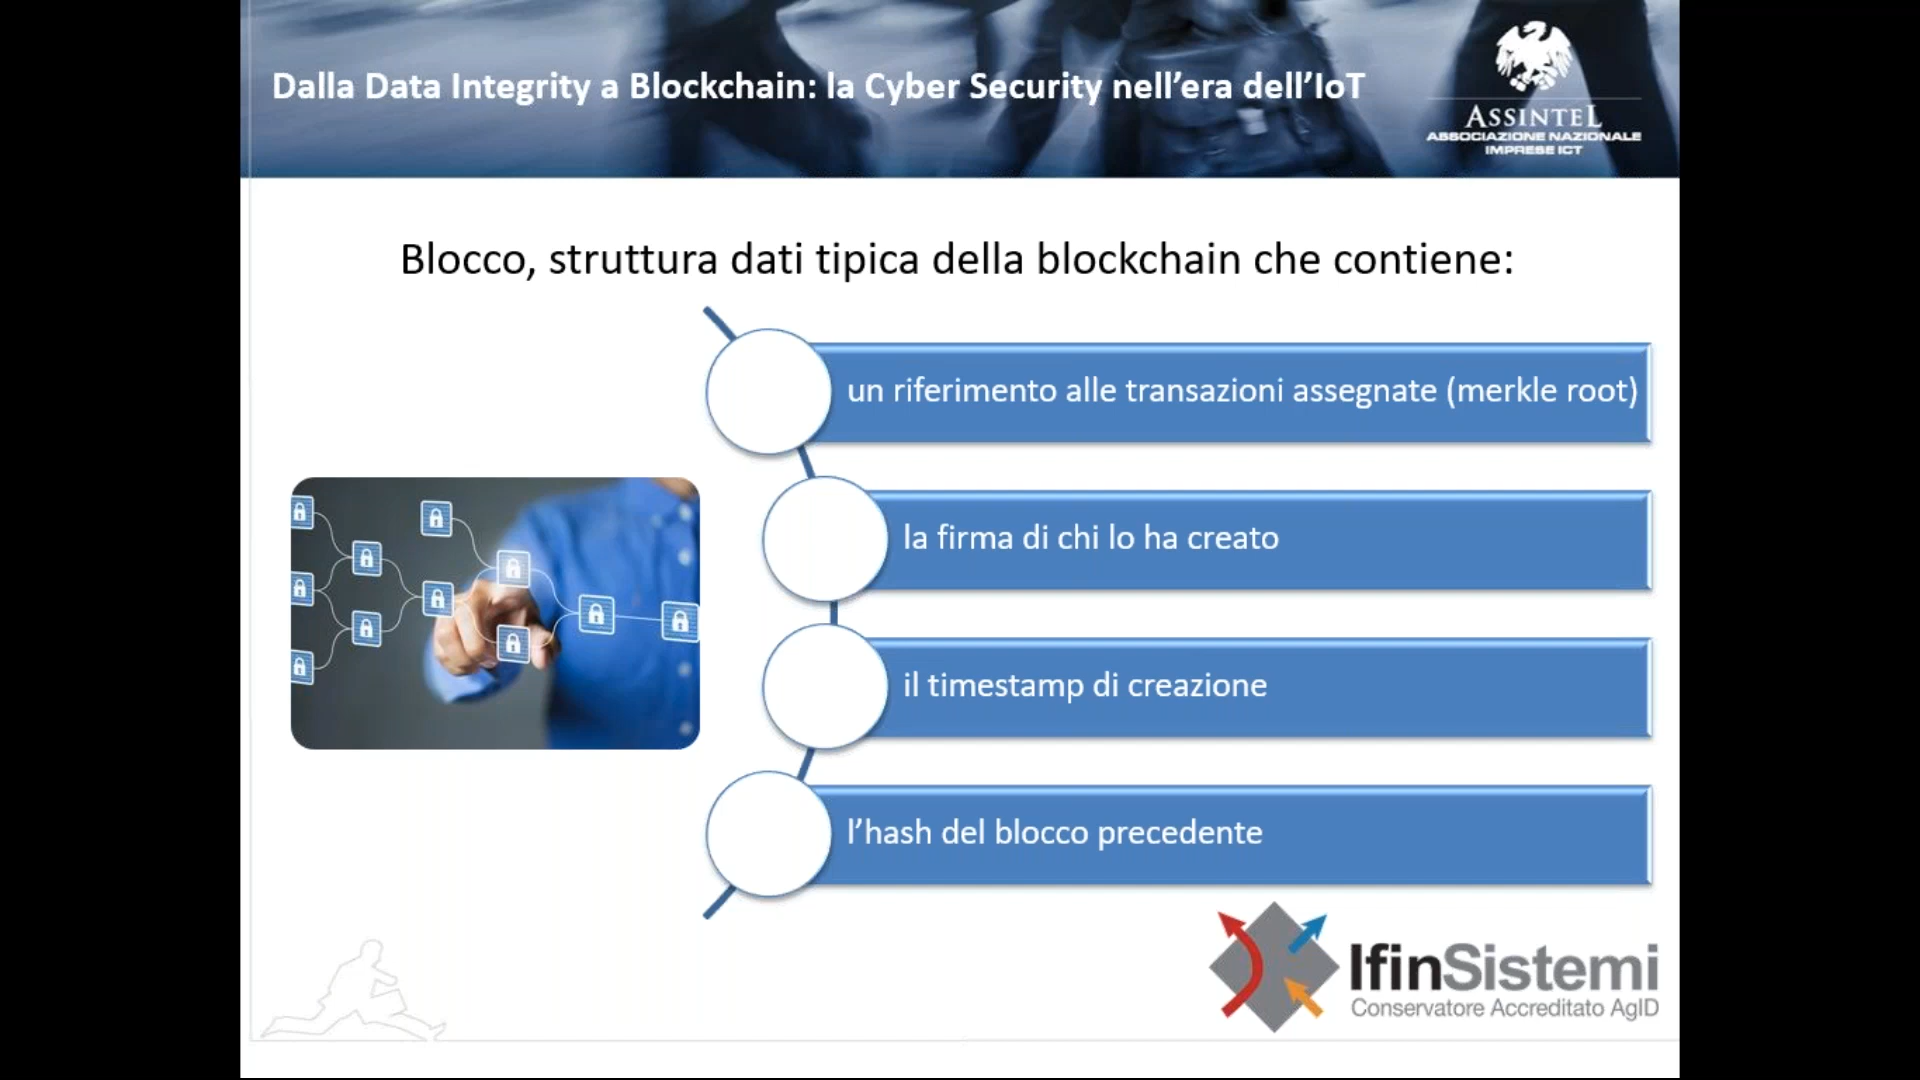 Dalla Data Integrity a Blockchain: la Cyber Security nell’era dell’IoT
ASSINTEL
ASSOCIAZIONE NAZIONALE
IMPRESE ICT
Blocco, struttura dati tipica della blockchain che contiene:
un riferimento alle transazioni assegnate (merkle root)
la firma di chi lo ha creato
il timestamp di creazione
l’hash del blocco precedente
IfinSistemi
Conservatore Accreditato AgID